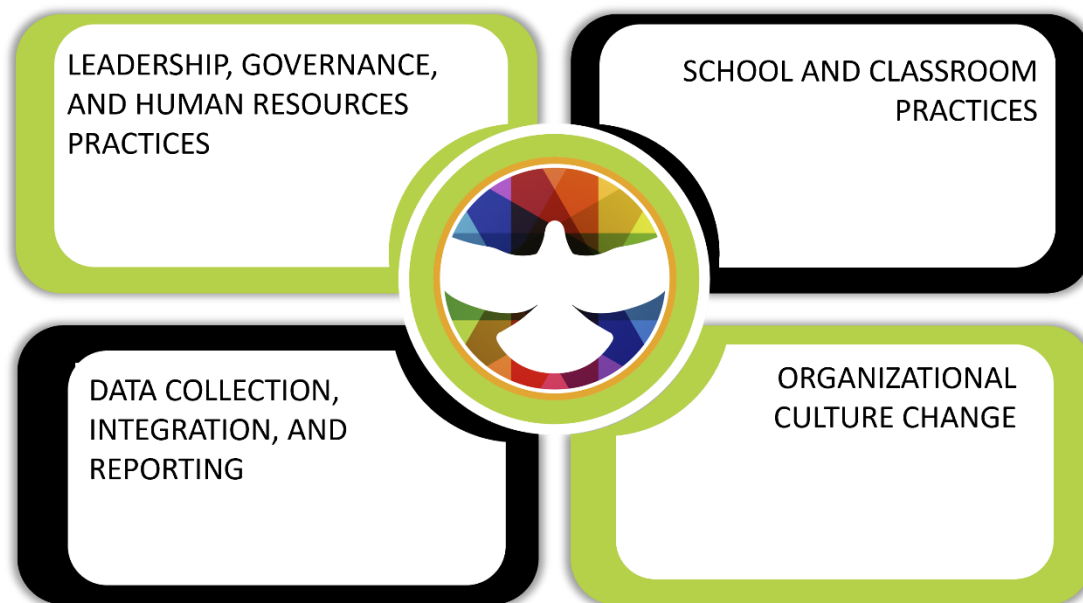 LEADERSHIP, GOVERNANCE,
AND HUMAN RESOURCES
PRACTICES
SCHOOL AND CLASSROOM
PRACTICES
DATA COLLECTION,
INTEGRATION, AND
REPORTING
ORGANIZATIONAL
CULTURE CHANGE